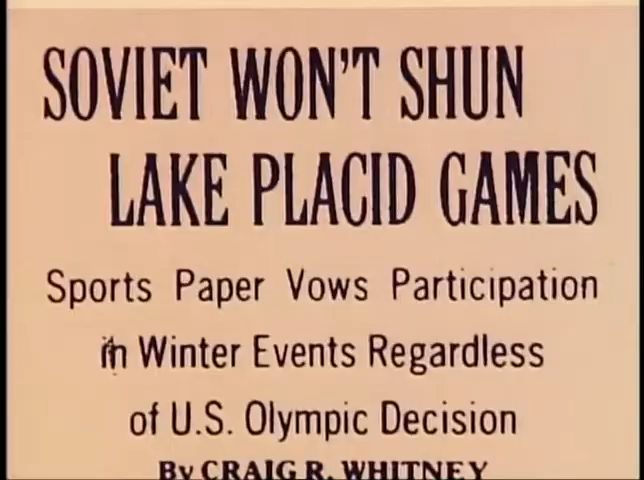 SOVIET WON'T SHUN
LAKE PLACID GAMES
Sports Paper Vows Participation
in Winter Events Regardless
of U.S. Olympic Decision
By CRAIG R. WHITNEY